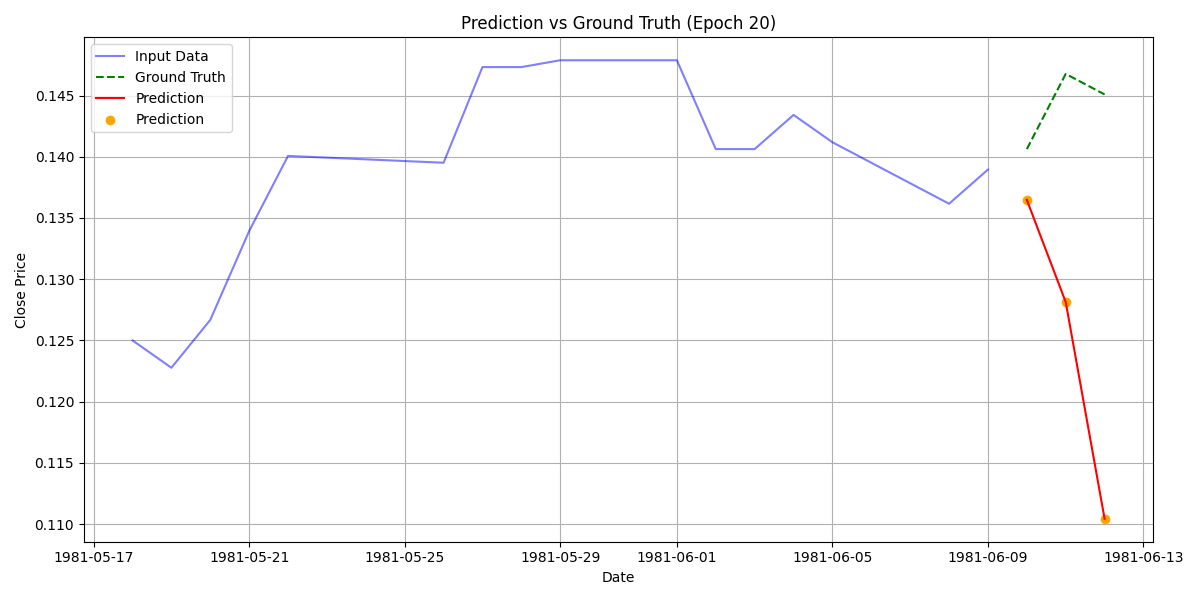 Prediction vs Ground Truth (Epoch 20)
Input Data
Ground Truth
Prediction
Prediction
Close Price
0.145
0.140
0.135
0.130
0.125
0.120
0.115
0.110
1981-05-17 1981-05-21 1981-05-25 1981-05-29 1981-06-01 1981-06-05 1981-06-09 1981-06-13
Date